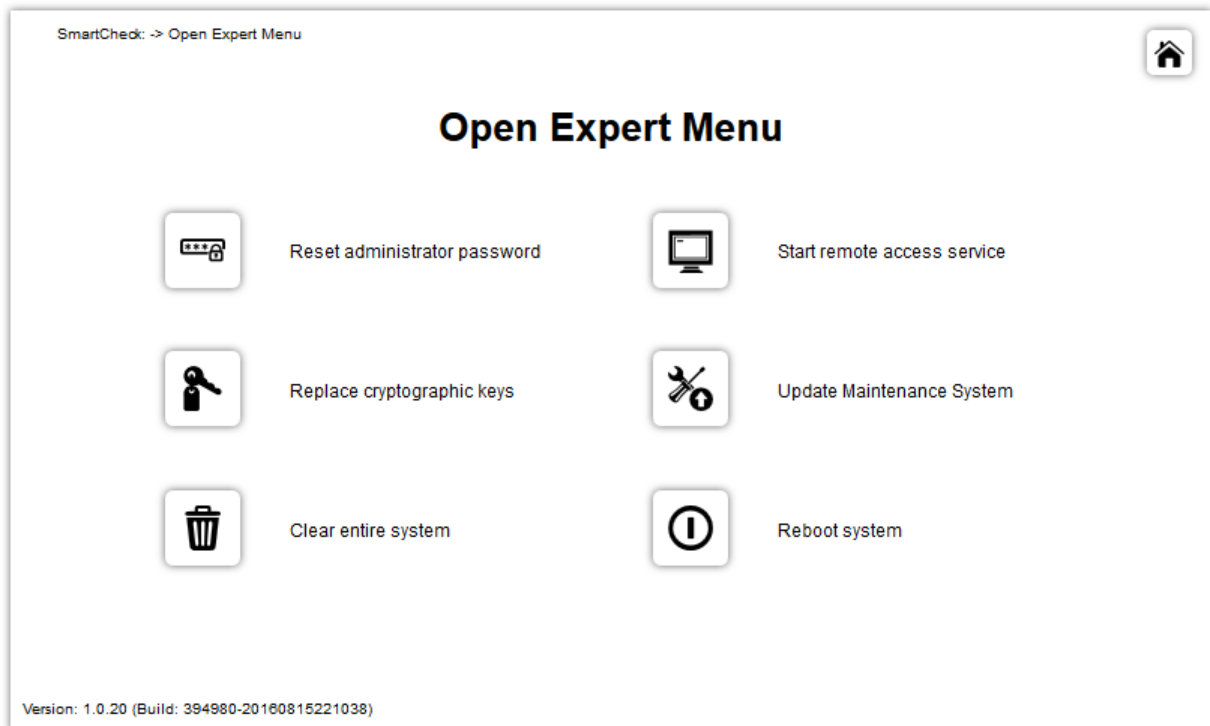 SmartCheck: -> Open Expert Menu
Open Expert Menu
***
Reset administrator password
Start remote access service
Replace cryptographic keys
Update Maintenance System
Clear entire system
Reboot system
Version: 1.0.20 (Build: 394980-20160815221038)